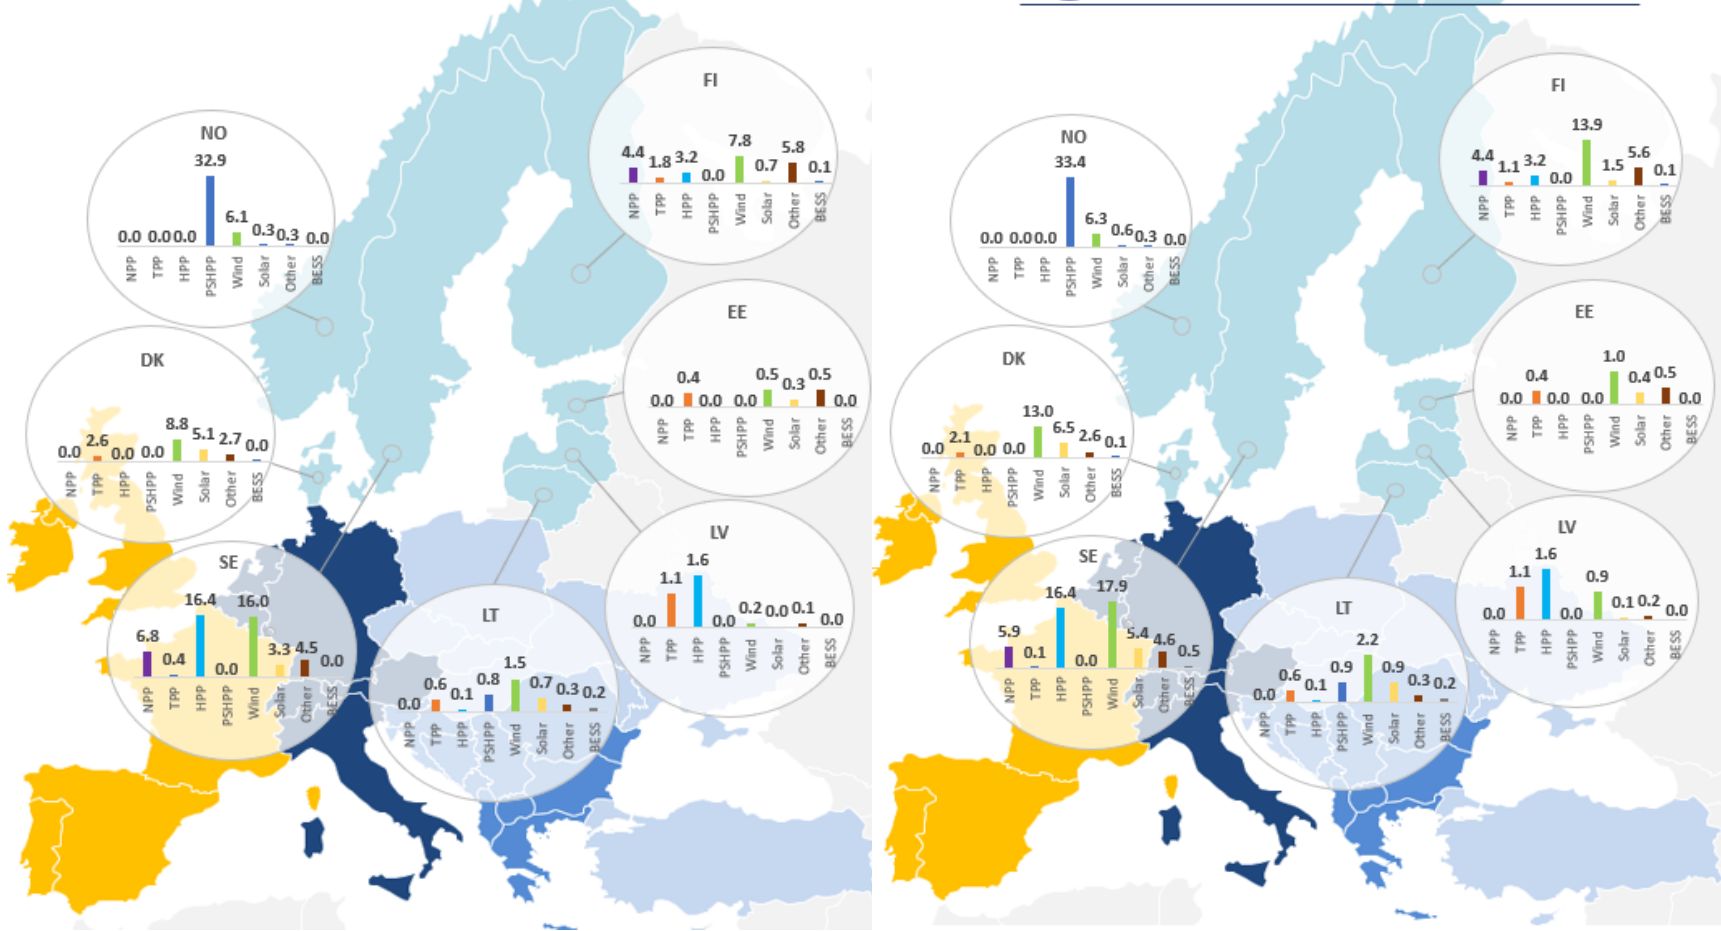 NO
32.9
6.1
0.0 0.0 0.0 0.3 0.3 0.0
NPP TPP HPP PSHPP Wind Solar Other BESS
FI
4.4 1.8 3.2 0.0 7.8 0.7 5.8 0.1
NPP TPP HPP PSHPP Wind Solar Other BESS
DK
0.0 2.6 0.0 0.0 8.8 5.1 2.7 0.0
NPP TPP HPP PSHPP Wind Solar Other BESS
EE
0.0 0.4 0.0 0.0 0.5 0.3 0.5 0.0
NPP TPP HPP PSHPP Wind Solar Other BESS
SE
6.8 0.4 16.4 0.0 16.0 3.3 4.5 0.0
NPP TPP HPP PSHPP Wind Solar Other BESS
LV
0.0 1.1 1.6 0.0 0.2 0.0 0.1 0.0
NPP TPP HPP PSHPP Wind Solar Other BESS
LT
0.0 0.6 0.1 0.8 1.5 0.7 0.3 0.2
NPP TPP HPP PSHPP Wind Solar Other BESS
NO
33.4
6.3
0.0 0.0 0.0 0.6 0.3 0.0
NPP TPP HPP PSHPP Wind Solar Other BESS
FI
4.4 1.1 3.2 0.0 13.9 1.5 5.6 0.1
NPP TPP HPP PSHPP Wind Solar Other BESS
DK
0.0 2.1 0.0 0.0 13.0 6.5 2.6 0.1
NPP TPP HPP PSHPP Wind Solar Other BESS
EE
0.0 0.4 0.0 0.0 1.0 0.4 0.5 0.0
NPP TPP HPP PSHPP Wind Solar Other BESS
SE
5.9 0.1 16.4 0.0 17.9 5.4 4.6 0.5
NPP TPP HPP PSHPP Wind Solar Other BESS
LV
0.0 1.1 1.6 0.0 0.9 0.1 0.2 0.0
NPP TPP HPP PSHPP Wind Solar Other BESS
LT
0.0 0.6 0.1 0.9 2.2 0.9 0.3 0.2
NPP TPP HPP PSHPP Wind Solar Other BESS